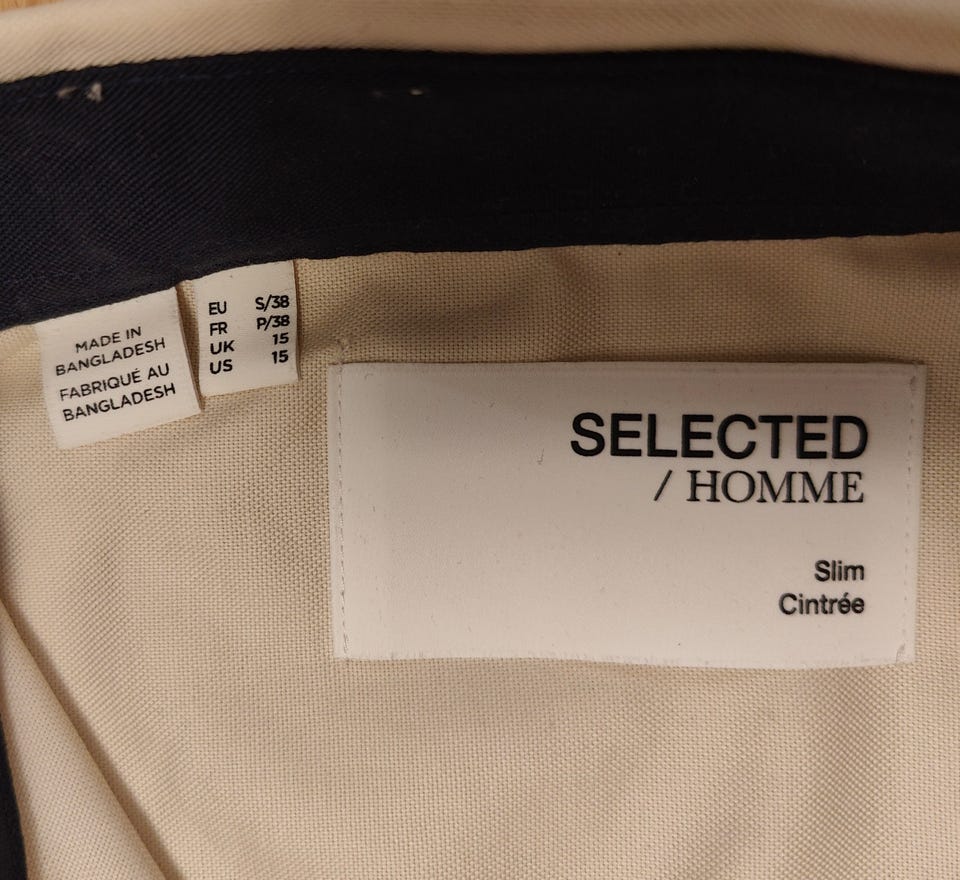 MADE IN
BANGLADESH
FABRIQUÉ AU
BANGLADESH
EU S/38
FR P/38
UK 15
US 15
SELECTED
/ HOMME
Slim
Cintrée